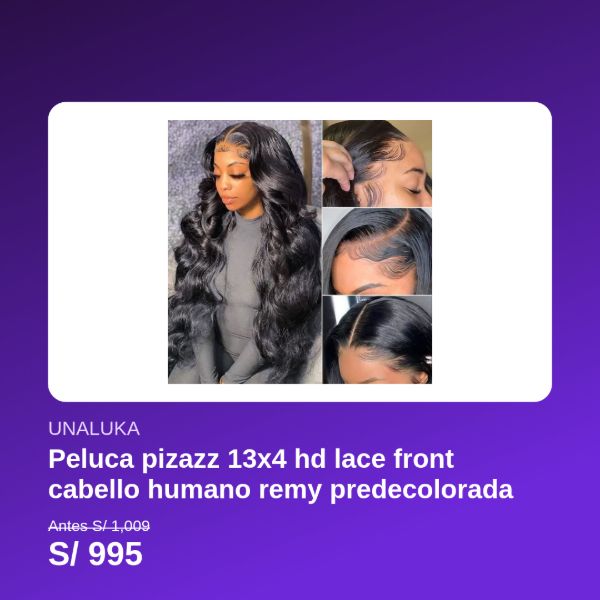 UNALUKA
Peluca pizazz 13x4 hd lace front
cabello humano remy predecolorada
Antes S/ 1,009
S/ 995